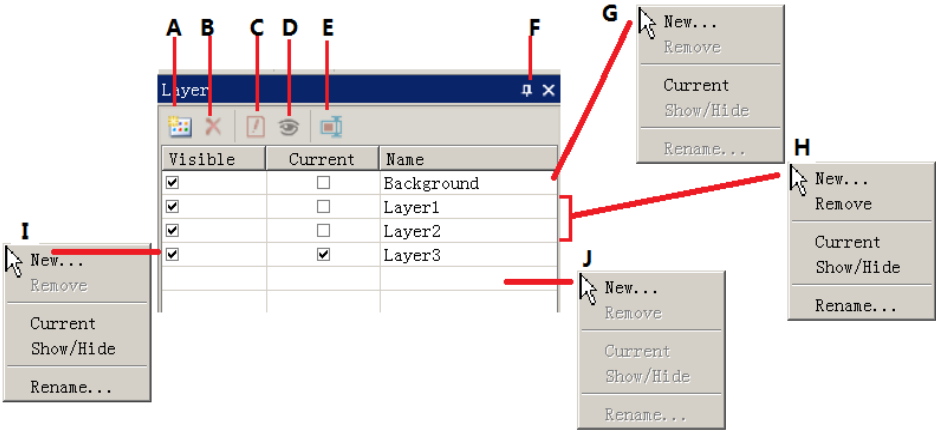 A B C D E F
Layer
Visible Current Name
Background
Layer1
Layer2
Layer3
G
New...
Remove
Current
Show/Hide
Rename...
H
New...
Remove
Current
Show/Hide
Rename...
I
New...
Remove
Current
Show/Hide
Rename...
J
New...
Remove
Current
Show/Hide
Rename...